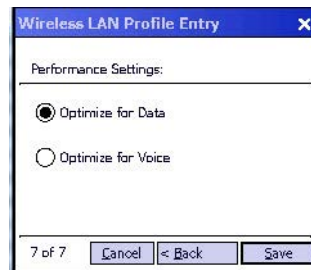 Wireless LAN Profile Entry
Performance Settings:
Optimize for Data
Optimize for Voice
7 of 7 Cancel < Back Save